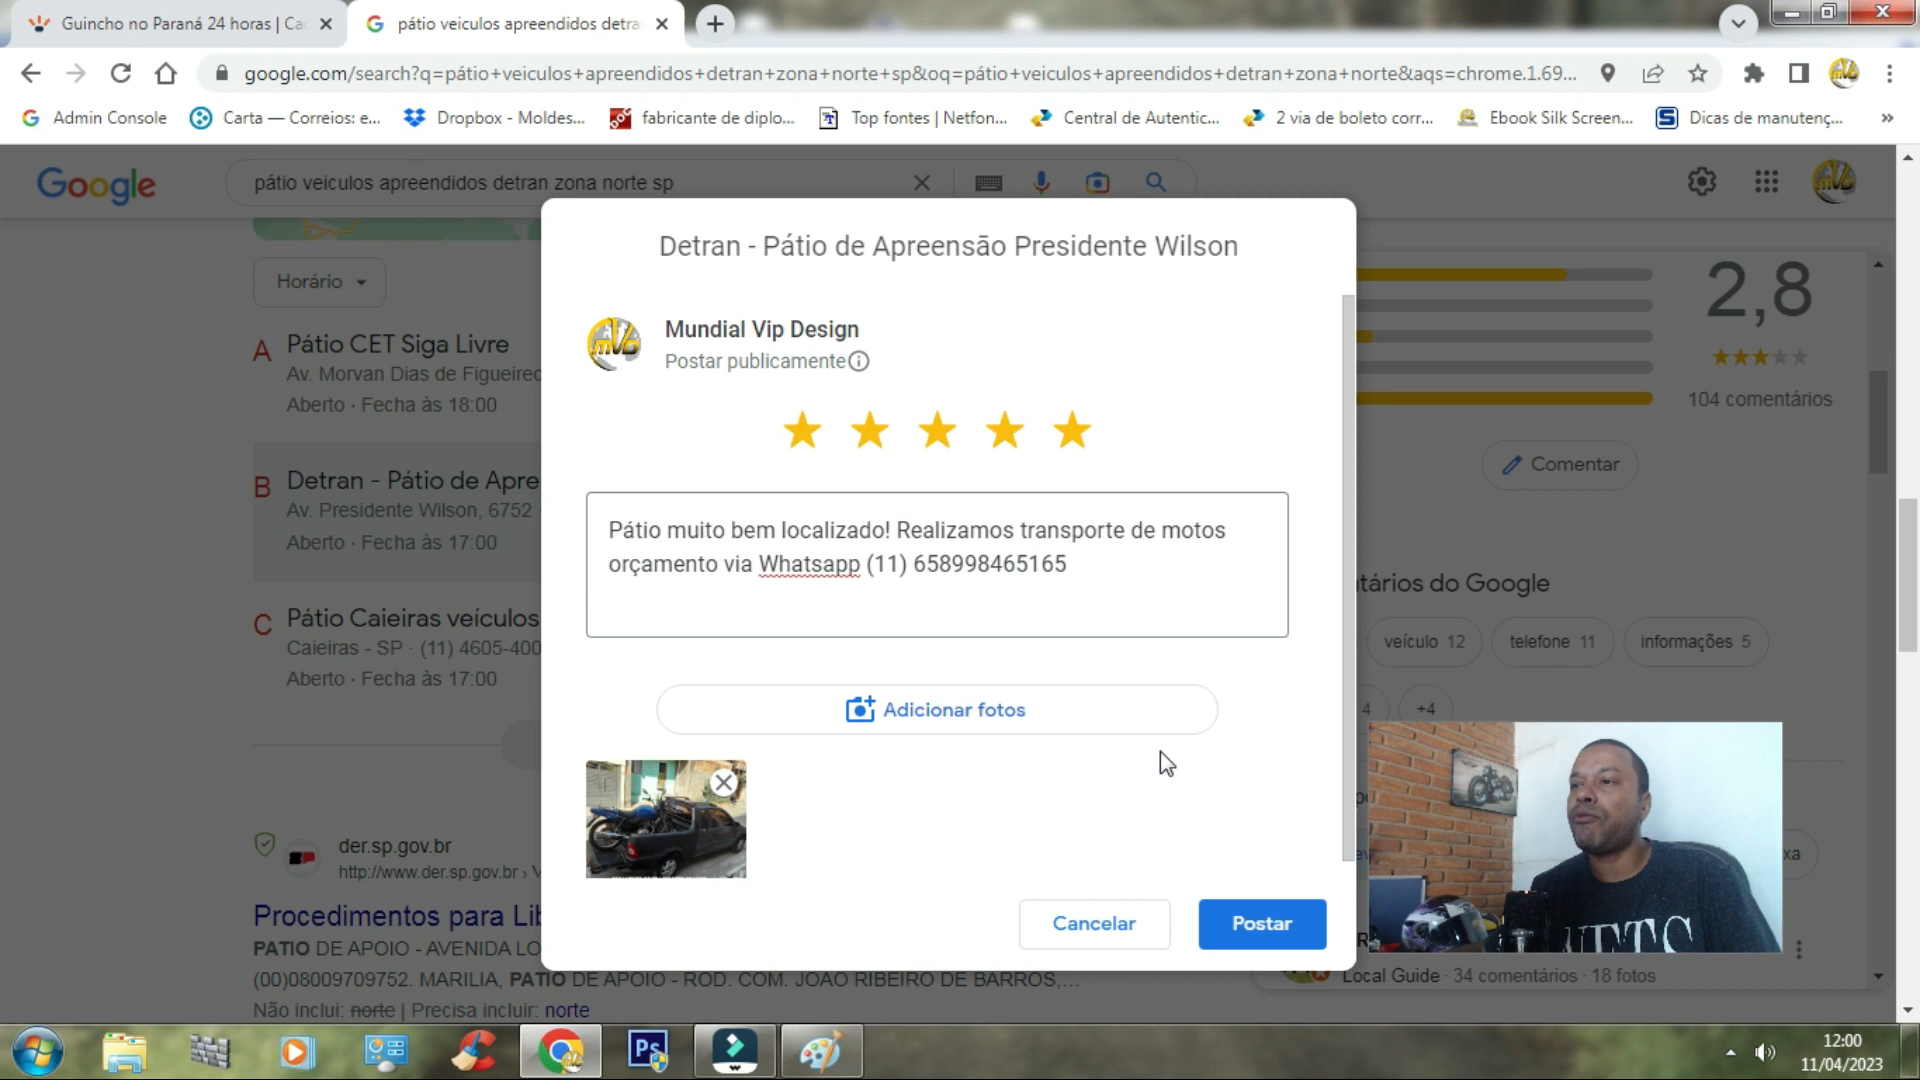 Guincho no Paraná 24 horas | Ca
pátio veiculos apreendidos detra
google.com/search?q=pátio+veiculos+apreendidos+detran+zona+norte+sp&oq=pátio+veiculos+apreendidos+detran+zona+norte&aqs=chrome.1.69...
Admin Console
Carta — Correios: e...
Dropbox - Moldes...
fabricante de diplo...
Top fontes | Netfon...
Central de Autentic...
2 via de boleto corr...
Ebook Silk Screen...
Dicas de manutenç...
»
Google
pátio veiculos apreendidos detran zona norte sp
Horário
A Pátio CET Siga Livre
Av. Morvan Dias de Figueired
Aberto · Fecha às 18:00
B Detran - Pátio de Apre
Av. Presidente Wilson, 6752
Aberto · Fecha às 17:00
C Pátio Caieiras veículos
Caieiras - SP · (11) 4605-400
Aberto · Fecha às 17:00
der.sp.gov.br
http://www.der.sp.gov.br › V
Procedimentos para Lib
PATIO DE APOIO - AVENIDA LO
(00)08009709752. MARILIA, PATIO DE APOIO - ROD. COM. JOAO RIBEIRO DE BARROS,...
Não inclui: norte | Precisa incluir: norte
Detran - Pátio de Apreensão Presidente Wilson
Mundial Vip Design
Postar publicamente
Pátio muito bem localizado! Realizamos transporte de motos
orçamento via Whatsapp (11) 658998465165
Adicionar fotos
Cancelar
Postar
2,8
104 comentários
Comentar
tários do Google
veículo 12
telefone 11
informações 5
4
+4
xa
Local Guide · 34 comentários · 18 fotos
Ps
12:00
11/04/2023